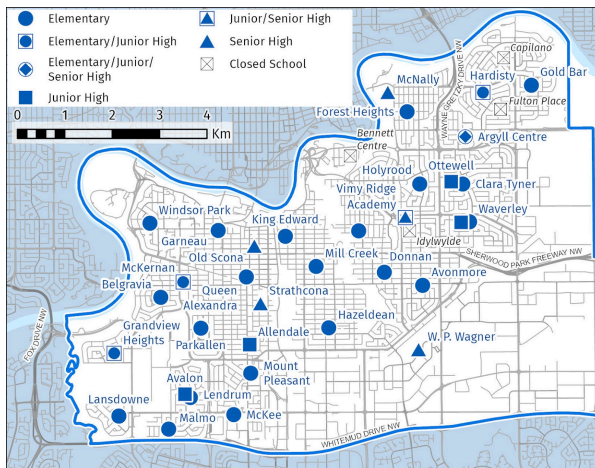 Elementary
Elementary/Junior High
Elementary/Junior/
Senior High
Junior High
Junior/Senior High
Senior High
Closed School
0 2 4
Km
Capilano
McNally
WAYNE GRETZKY DRIVE NW
Hardisty
Gold Bar
Fulton Place
Forest Heights
Bennett
Centre
Argyll Centre
Ottewell
Holyrood
Clara Tyner
Vimy Ridge
Academy
Waverley
Windsor Park
King Edward
Garneau
Idylwylde
SHERWOOD PARK FREEWAY NW
Old Scona
McKernan
Mill Creek
Donnan
Belgravia
Queen
Alexandra
Strathcona
Avonmore
Grandview
Heights
Parkallen
Allendale
Hazeldean
W. P. Wagner
FOX DRIVE NW
Mount
Pleasant
Avalon
Lansdowne
Lendrum
Malmo
McKee
WHITEMUD DRIVE NW